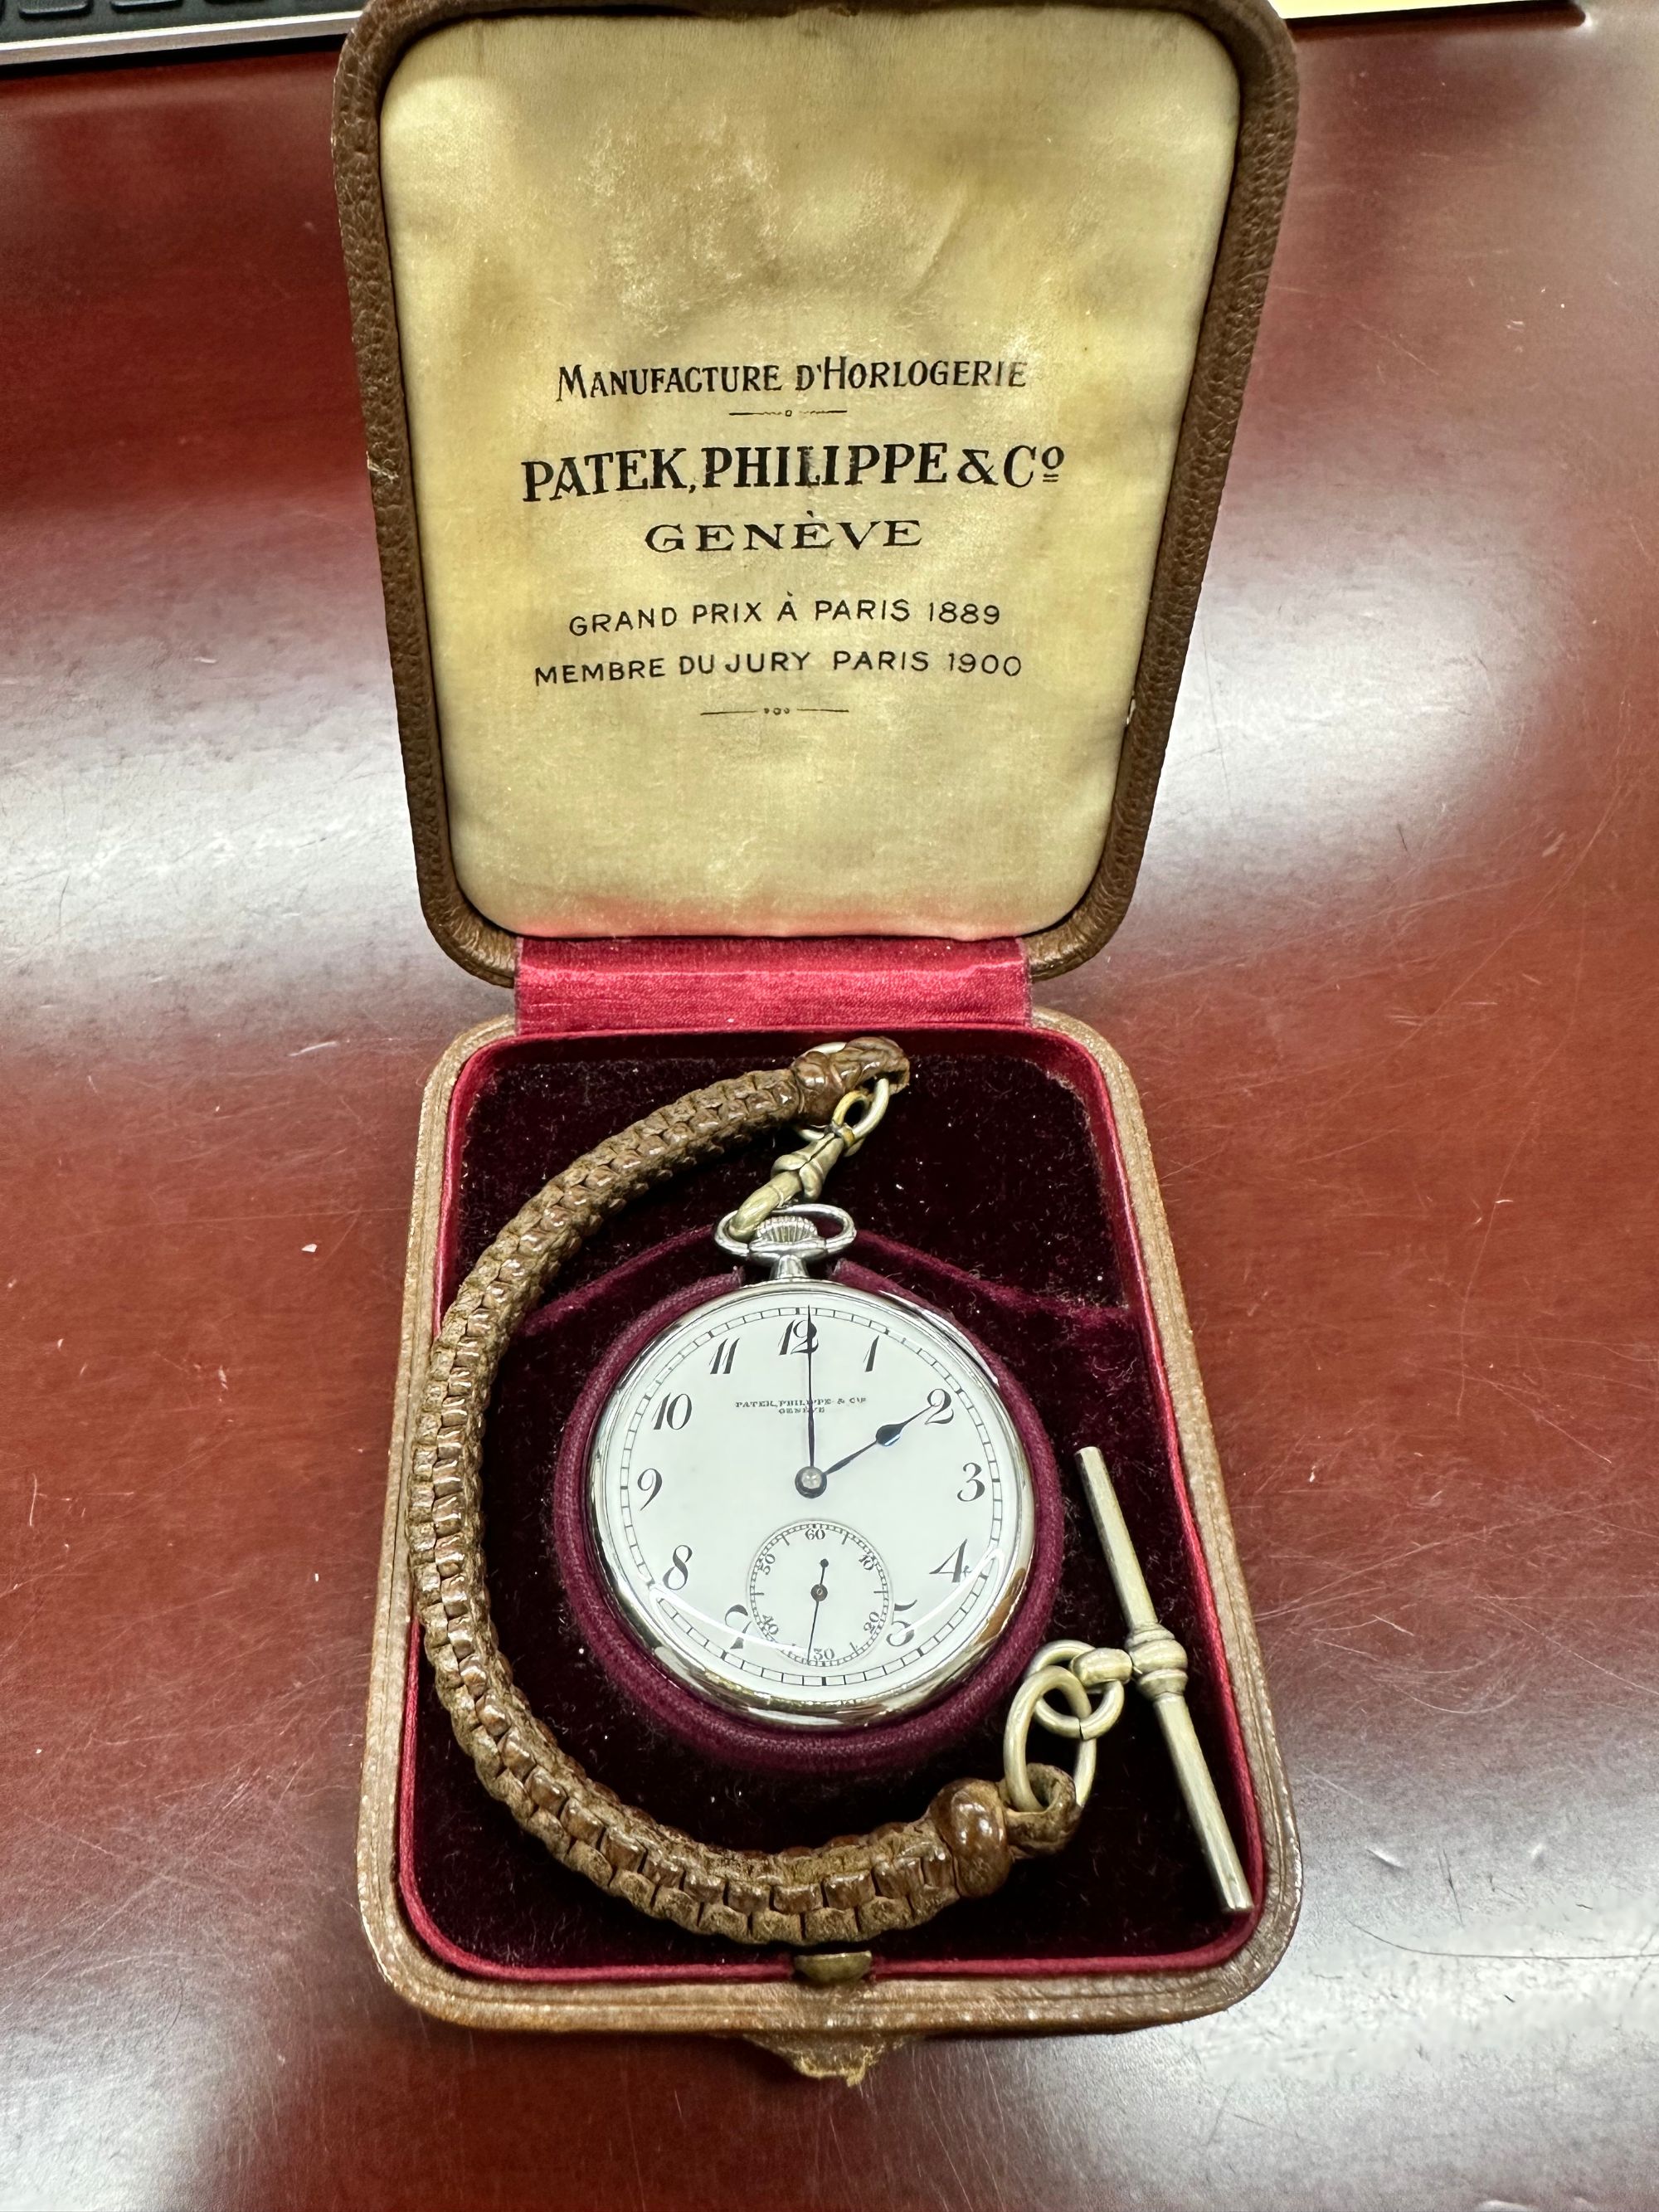 MANUFACTURE D'HORLOGERIE
PATEK, PHILIPPE & Cº
GENÈVE
GRAND PRIX À PARIS 1889
MEMBRE DU JURY PARIS 1900
12
11
1
PATEK, PHILIPPE & Cie
GENÈVE
10
2
9
3
60
50
10
8
4
40
20
7
30
5